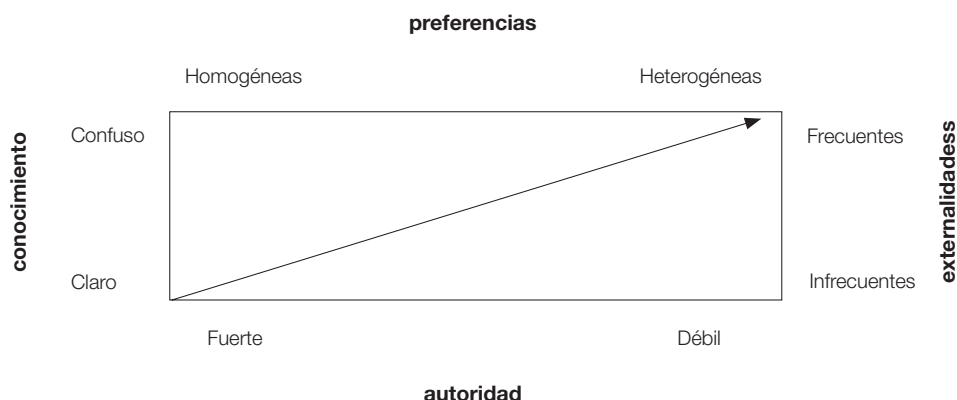 preferencias
Homogéneas Heterogéneas
Confuso Frecuentes
conocimiento
externalidadess
Claro Infrecuentes
Fuerte Débil
autoridad